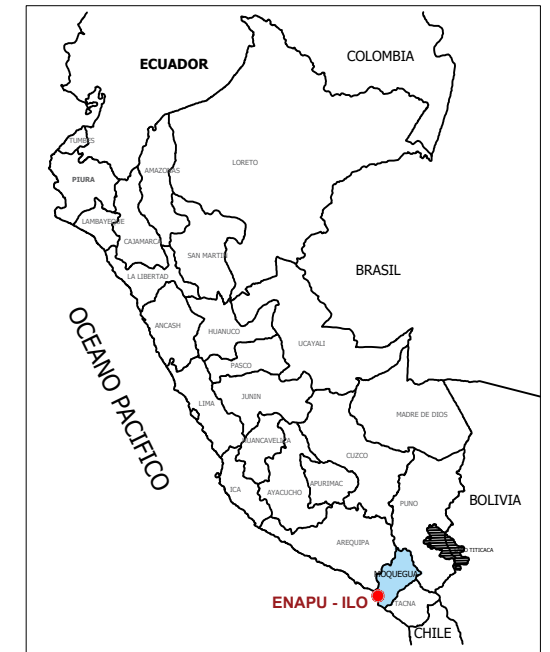 COLOMBIA
ECUADOR
TUMBES
LORETO
AMAZONAS
PIURA
LAMBAYEQUE
CAJAMARCA
SAN MARTIN
BRASIL
LA LIBERTAD
OCEANO PACIFICO
ANCASH
HUANUCO
UCAYALI
PASCO
LIMA
JUNIN
MADRE DE DIOS
HUANCAVELICA
CUZCO
APURIMAC
ICA
AYACUCHO
PUNO
BOLIVIA
AREQUIPA
TITICACA
MOQUEGUA
ENAPU - ILO
TACNA
CHILE